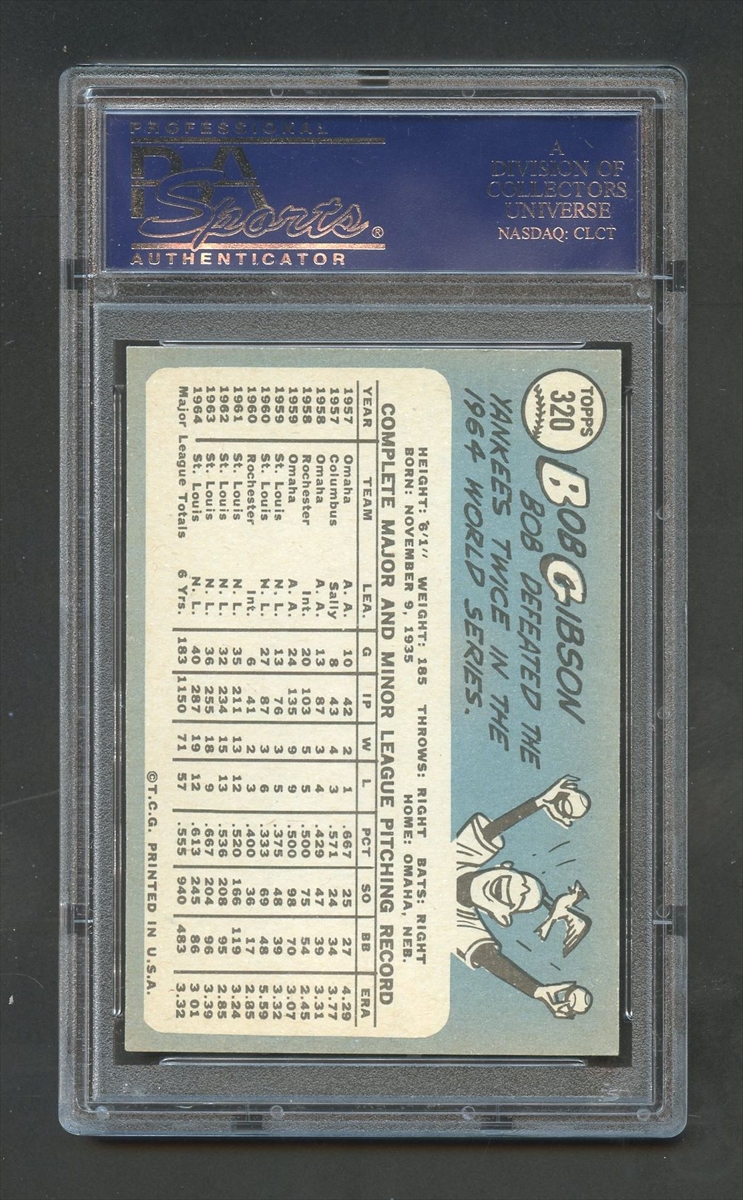 PROFESSIONAL
PSA
Sports®
AUTHENTICATOR
A
DIVISION OF
COLLECTORS
UNIVERSE
NASDAQ: CLCT
TOPPS
320
BOB GIBSON
BOB DEFEATED THE
YANKEES TWICE IN THE
1964 WORLD SERIES.
HEIGHT: 6'1" WEIGHT: 185 THROWS: RIGHT BATS: RIGHT
BORN: NOVEMBER 9, 1935 HOME: OMAHA, NEB.
COMPLETE MAJOR AND MINOR LEAGUE PITCHING RECORD
YEAR TEAM LEA. G IP W L PCT SO BB ERA
1957 Omaha A. A. 10 42 2 1 .667 25 27 4.29
1957 Columbus Sally 8 43 4 3 .571 24 34 3.77
1958 Omaha A. A. 13 87 3 4 .429 47 39 3.31
1958 Rochester Int. 20 103 5 5 .500 75 54 2.45
1959 Omaha A. A. 24 135 9 9 .500 98 70 3.07
1959 St. Louis N. L. 13 76 3 5 .375 48 39 3.32
1960 St. Louis N. L. 27 87 3 6 .333 69 48 5.59
1960 Rochester Int. 6 41 2 3 .400 36 17 2.85
1961 St. Louis N. L. 35 211 13 12 .520 166 119 3.24
1962 St. Louis N. L. 32 234 15 13 .536 208 95 2.85
1963 St. Louis N. L. 36 255 18 9 .667 204 96 3.39
1964 St. Louis N. L. 40 287 19 12 .613 245 86 3.01
Major League Totals 6 Yrs. 183 1150 71 57 .555 940 483 3.32
©T.C.G. PRINTED IN U.S.A.